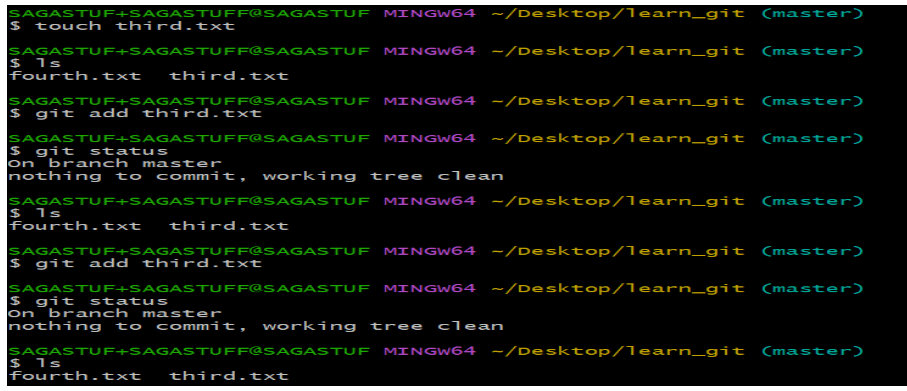 SAGASTUF+SAGASTUFF@SAGASTUF MINGW64 ~/Desktop/learn_git (master)
$ touch third.txt
SAGASTUF+SAGASTUFF@SAGASTUF MINGW64 ~/Desktop/learn_git (master)
$ ls
fourth.txt  third.txt
SAGASTUF+SAGASTUFF@SAGASTUF MINGW64 ~/Desktop/learn_git (master)
$ git add third.txt
SAGASTUF+SAGASTUFF@SAGASTUF MINGW64 ~/Desktop/learn_git (master)
$ git status
On branch master
nothing to commit, working tree clean
SAGASTUF+SAGASTUFF@SAGASTUF MINGW64 ~/Desktop/learn_git (master)
$ ls
fourth.txt  third.txt
SAGASTUF+SAGASTUFF@SAGASTUF MINGW64 ~/Desktop/learn_git (master)
$ git add third.txt
SAGASTUF+SAGASTUFF@SAGASTUF MINGW64 ~/Desktop/learn_git (master)
$ git status
On branch master
nothing to commit, working tree clean
SAGASTUF+SAGASTUFF@SAGASTUF MINGW64 ~/Desktop/learn_git (master)
$ ls
fourth.txt  third.txt